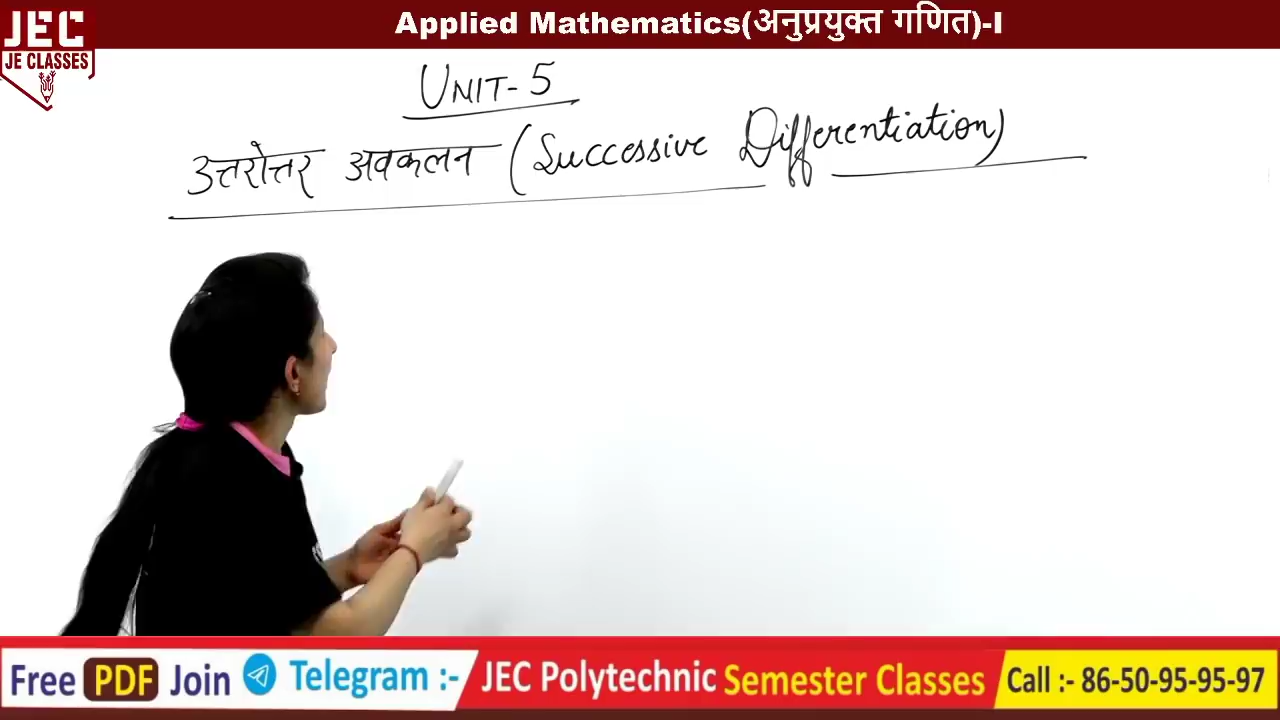 Applied Mathematics(अनुप्रयुक्त गणित)-I
JEC
JE CLASSES
UNIT-5
उत्तरोत्तर अवकलन (Successive Differentiation)
Free PDF Join Telegram :- JEC Polytechnic Semester Classes Call :- 86-50-95-95-97